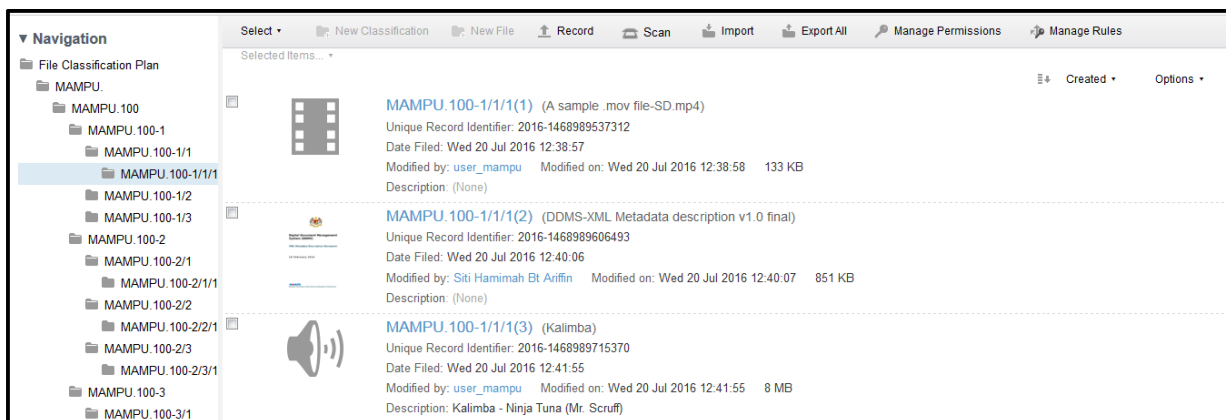 Navigation
File Classification Plan
MAMPU.
MAMPU.100
MAMPU.100-1
MAMPU.100-1/1
MAMPU.100-1/1/1
MAMPU.100-1/2
MAMPU.100-1/3
MAMPU.100-2
MAMPU.100-2/1
MAMPU.100-2/1/1
MAMPU.100-2/2
MAMPU.100-2/2/1
MAMPU.100-2/3
MAMPU.100-2/3/1
MAMPU.100-3
MAMPU.100-3/1
Select New Classification New File Record Scan Import Export All Manage Permissions Manage Rules
Selected Items...
Created Options
MAMPU.100-1/1/1(1) (A sample .mov file-SD.mp4)
Unique Record Identifier: 2016-1468989537312
Date Filed: Wed 20 Jul 2016 12:38:57
Modified by: user_mampu Modified on: Wed 20 Jul 2016 12:38:58 133 KB
Description: (None)
MAMPU.100-1/1/1(2) (DDMS-XML Metadata description v1.0 final)
Unique Record Identifier: 2016-1468989606493
Date Filed: Wed 20 Jul 2016 12:40:06
Modified by: Siti Hamimah Bt Ariffin Modified on: Wed 20 Jul 2016 12:40:07 851 KB
Description: (None)
MAMPU.100-1/1/1(3) (Kalimba)
Unique Record Identifier: 2016-1468989715370
Date Filed: Wed 20 Jul 2016 12:41:55
Modified by: user_mampu Modified on: Wed 20 Jul 2016 12:41:55 8 MB
Description: Kalimba - Ninja Tuna (Mr. Scruff)